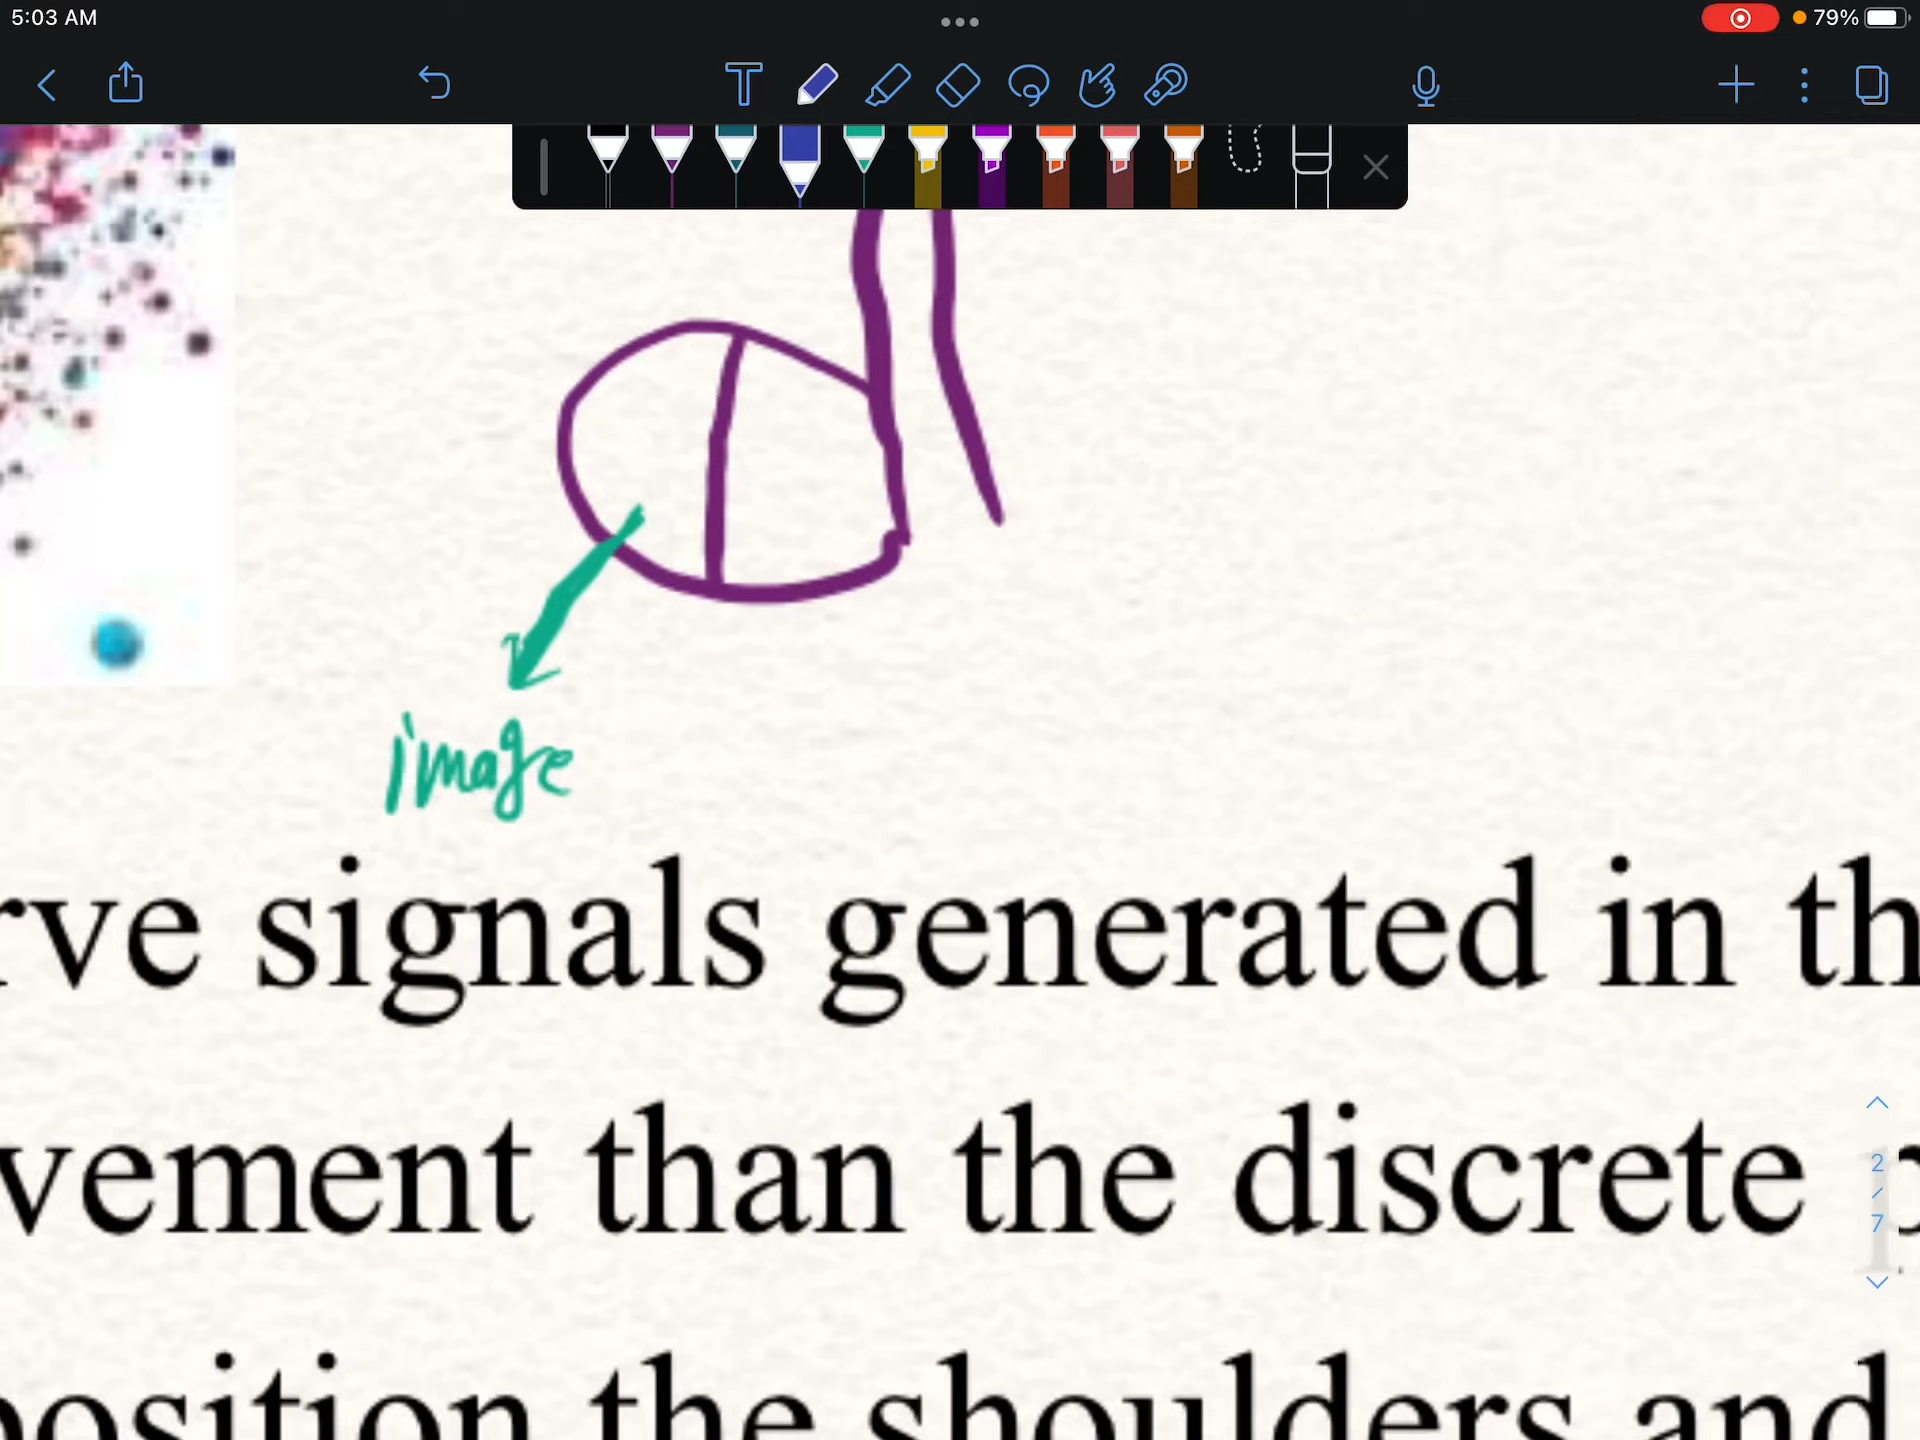 5:03 AM
79%
T
image
rve signals generated in th
vement than the discrete
2
7
position the shoulders and